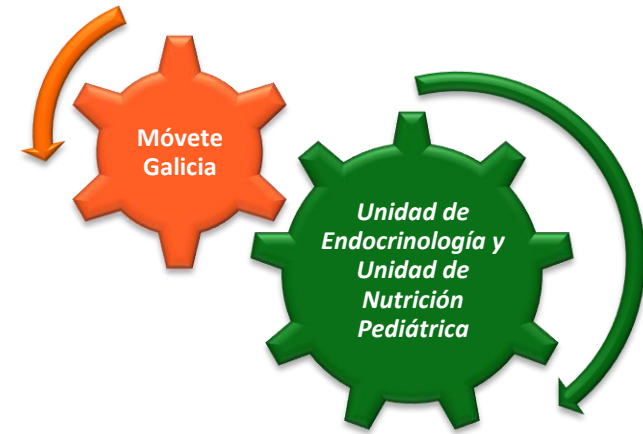 Móvete
Galicia
Unidad de
Endocrinología y
Unidad de
Nutrición
Pediátrica